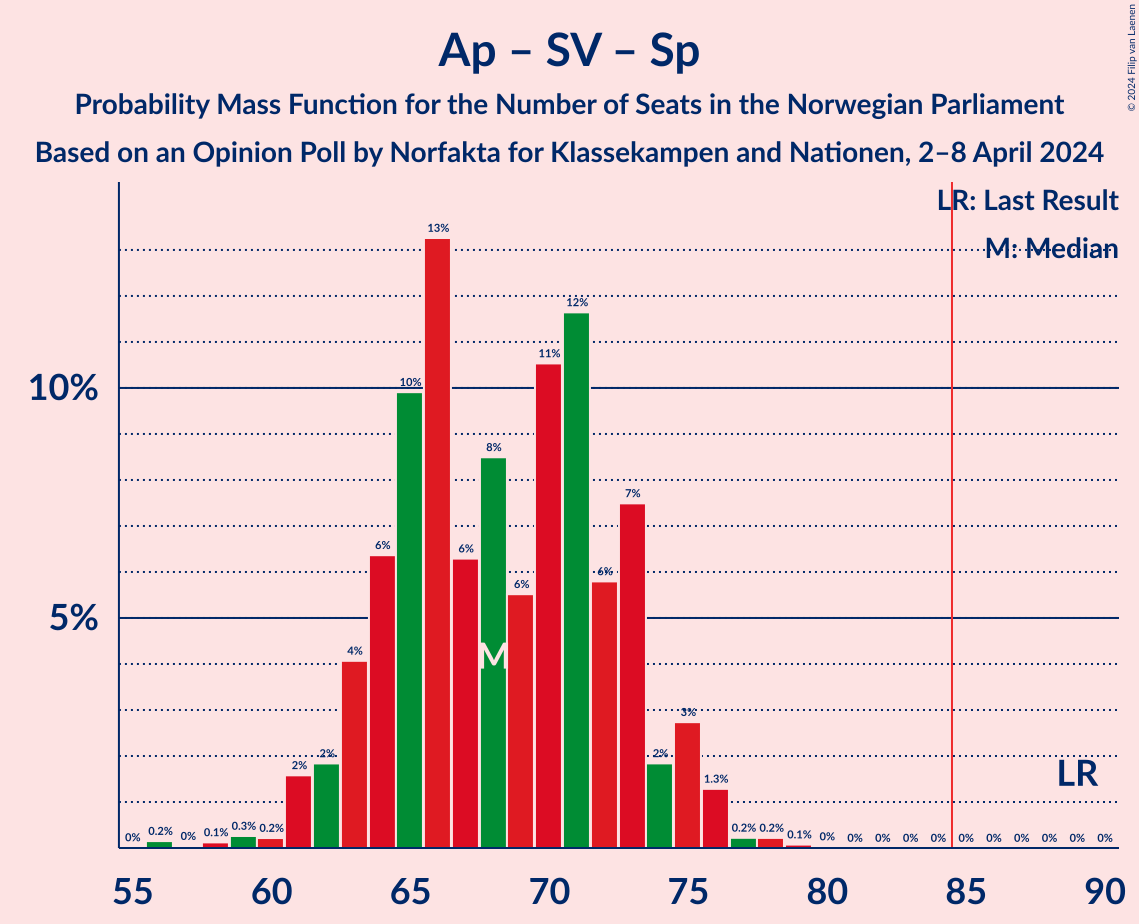 Ap – SV – Sp
Probability Mass Function for the Number of Seats in the Norwegian Parliament
Based on an Opinion Poll by Norfakta for Klassekampen and Nationen, 2–8 April 2024
© 2024 Filip van Laenen
LR: Last Result
M: Median
10%
5%
0% 0.2% 0% 0.1% 0.3% 0.2% 2% 2% 4% 6% 10% 13% 6% 8% 6% 11% 12% 6% 7% 2% 3% 1.3% 0.2% 0.2% 0.1% 0% 0% 0% 0% 0% 0% 0% 0% 0% 0% 0%
M
LR
55 60 65 70 75 80 85 90